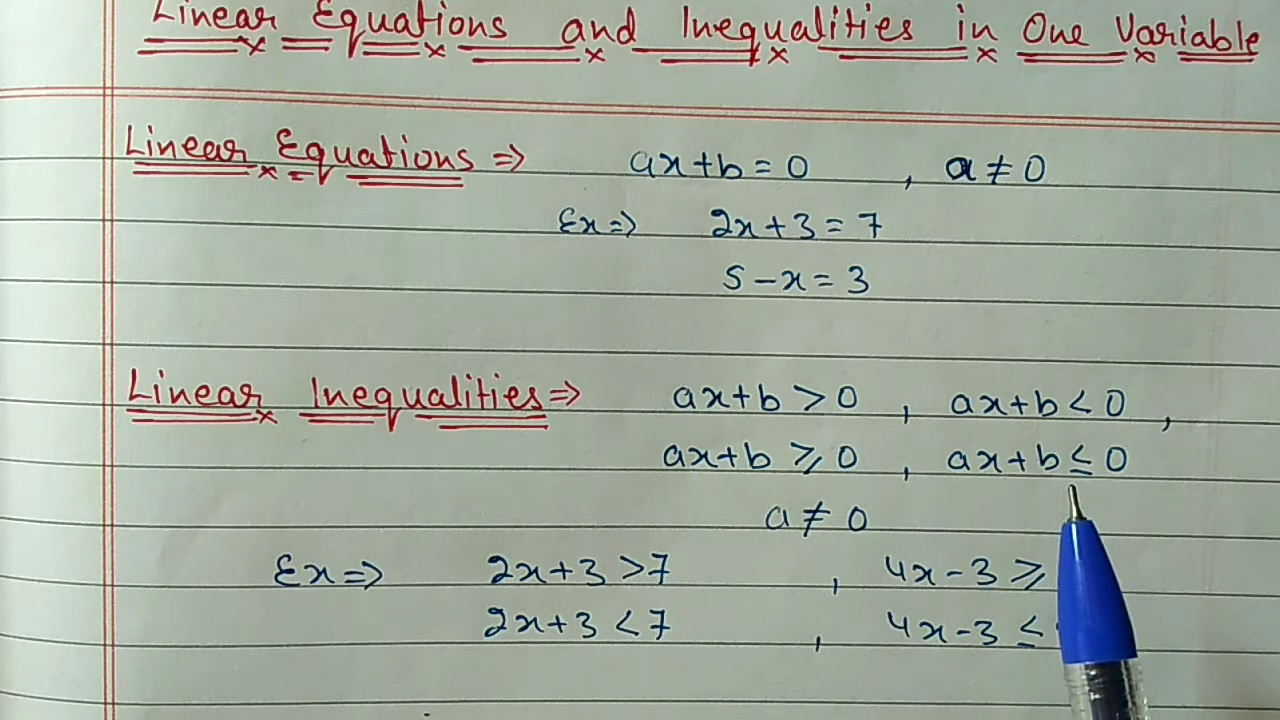 Linear Equations and Inequalities in One Variable
Linear Equations ⇒ ax+b=0 , a≠0
Ex⇒ 2x+3=7
5-x=3
Linear Inequalities⇒ ax+b>0 , ax+b<0 ,
ax+b⩾0 , ax+b≤0
a≠0
Ex⇒ 2x+3>7 , 4x-3⩾
2x+3<7 , 4x-3≤